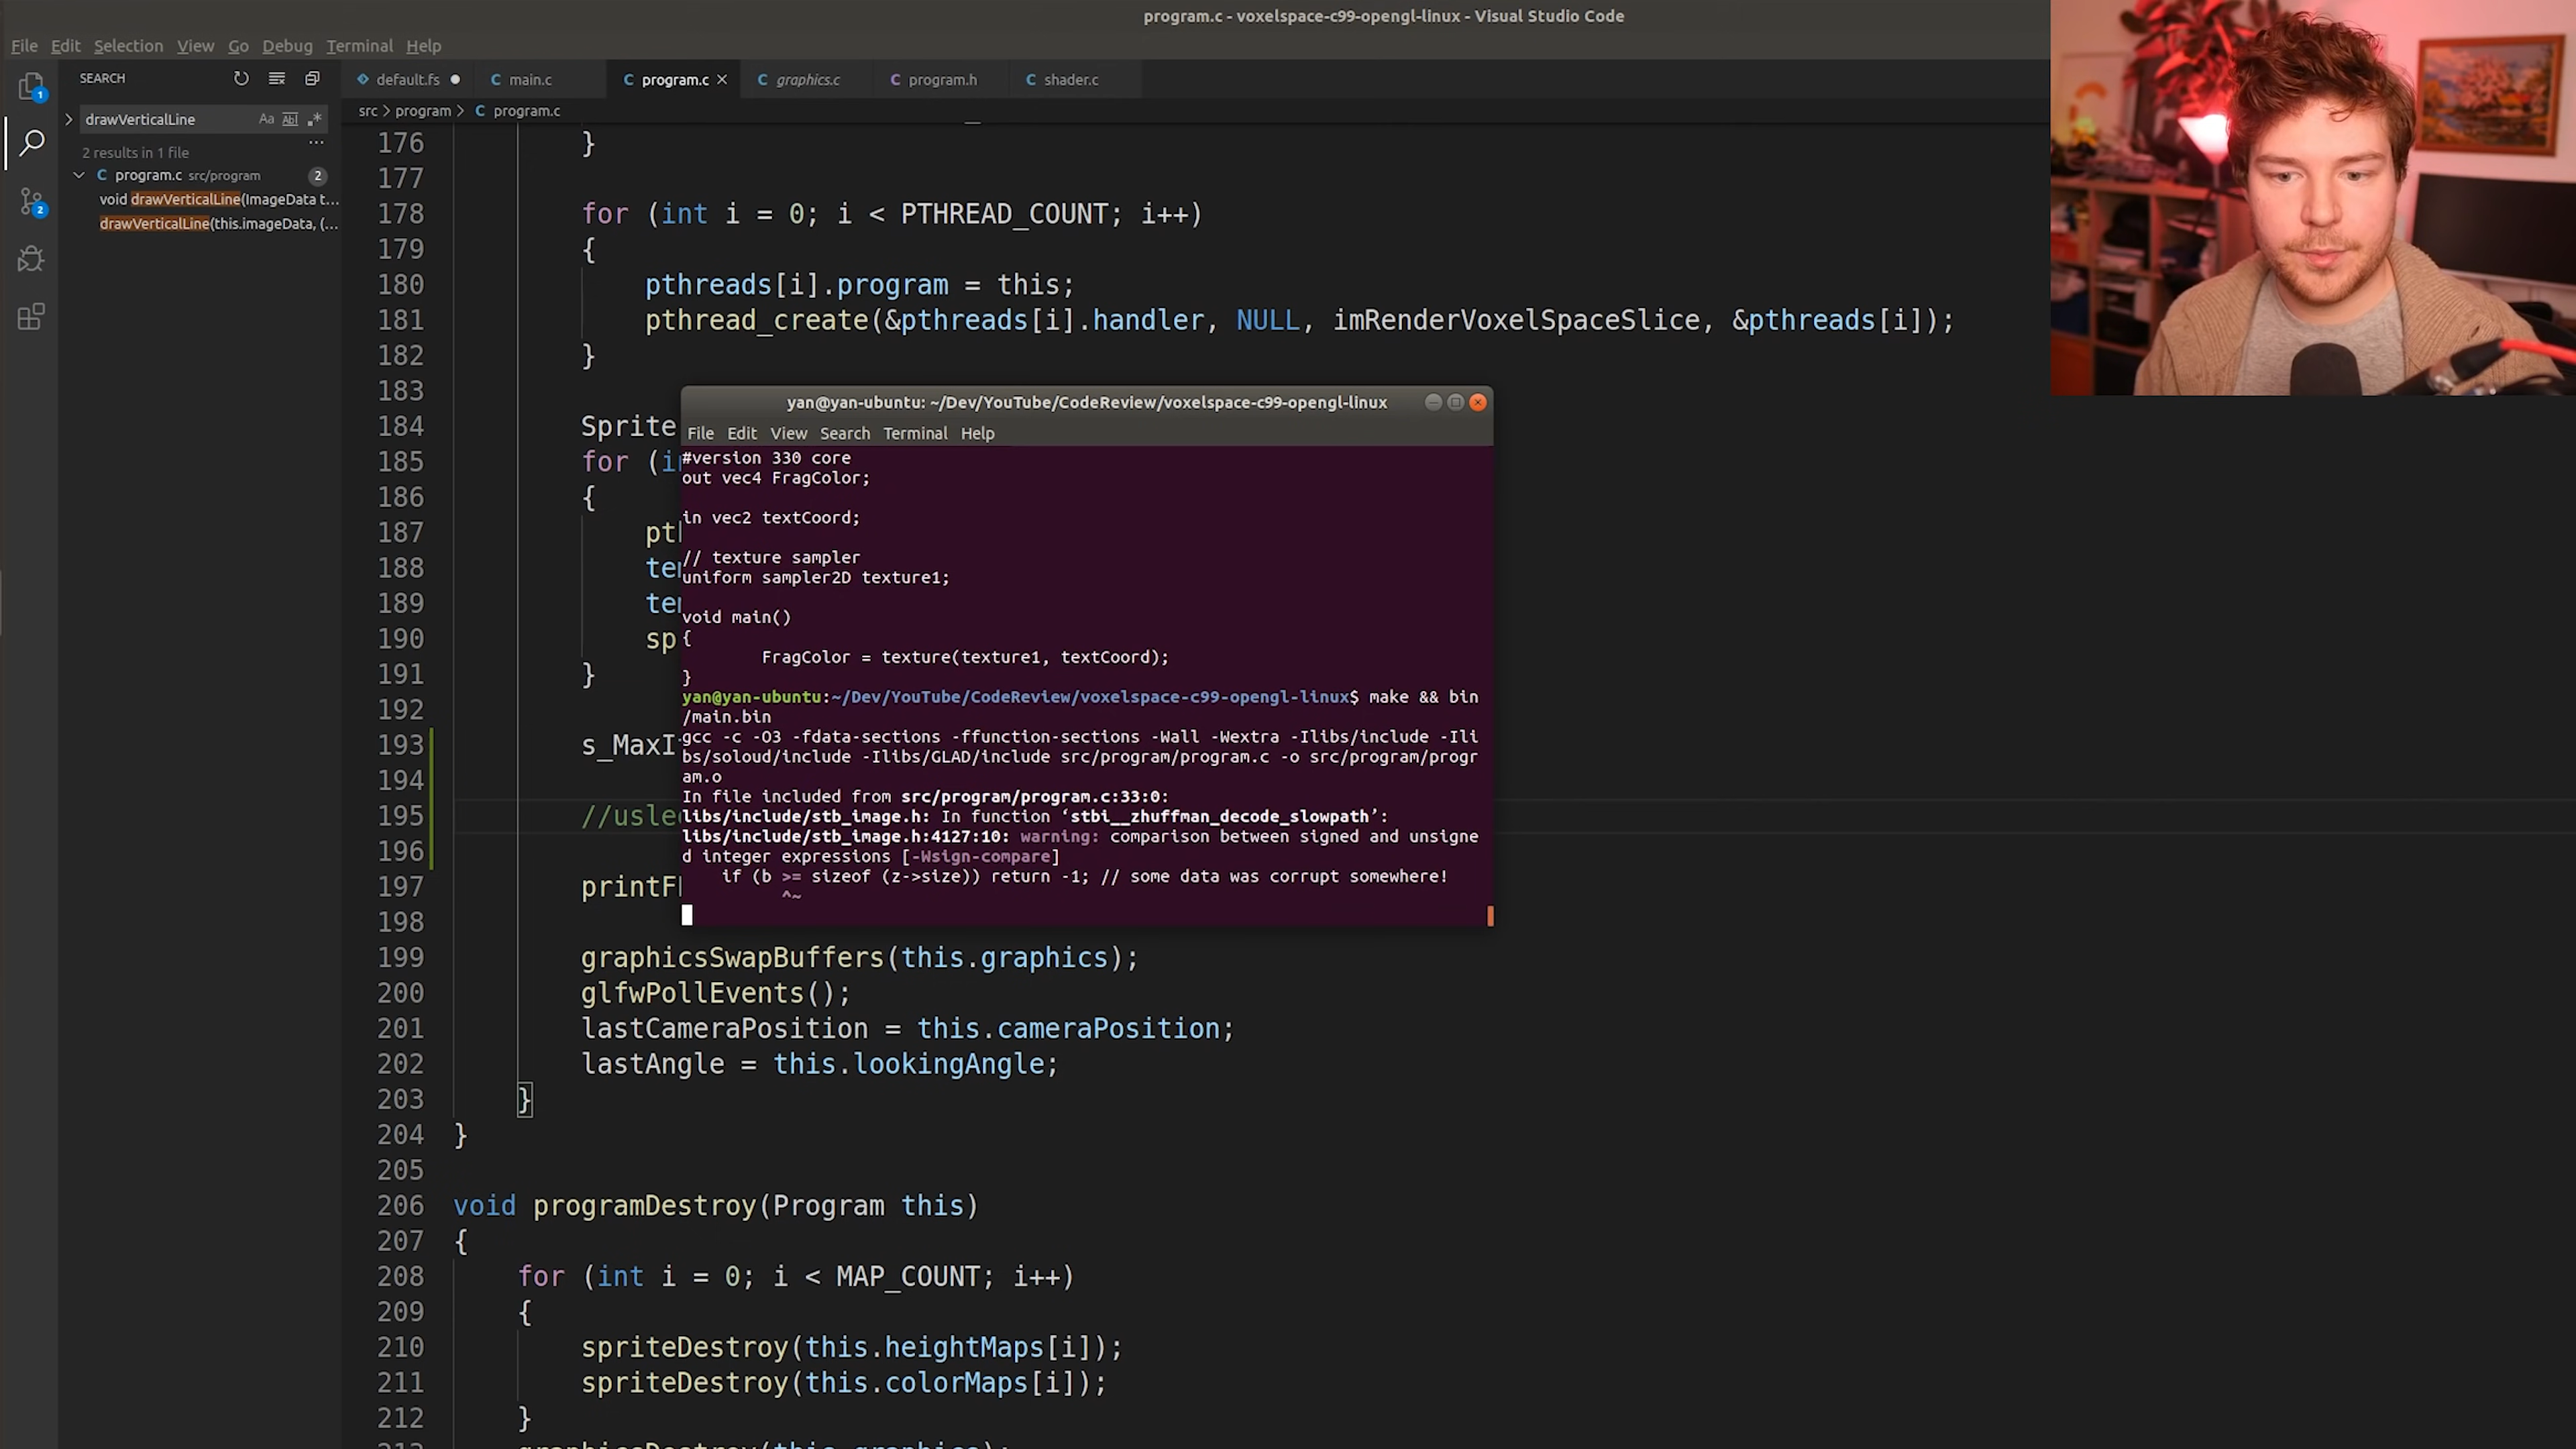 program.c - voxelspace-c99-opengl-linux - Visual Studio Code
File Edit Selection View Go Debug Terminal Help
SEARCH
default.fs
main.c
program.c
graphics.c
program.h
shader.c
1
drawVerticalLine
Aa Abl .*
src > program > C program.c
2 results in 1 file
C program.c src/program 2
void drawVerticalLine(ImageData t...
drawVerticalLine(this.imageData, (...
2
176 }
177
178 for (int i = 0; i < PTHREAD_COUNT; i++)
179 {
180 pthreads[i].program = this;
181 pthread_create(&pthreads[i].handler, NULL, imRenderVoxelSpaceSlice, &pthreads[i]);
182 }
183
184 Sprite
185 for (i
186 {
187 pt
188 te
189 te
190 sp
191 }
192
193 s_MaxI
194
195 //usle
196
197 printF
198
199 graphicsSwapBuffers(this.graphics);
200 glfwPollEvents();
201 lastCameraPosition = this.cameraPosition;
202 lastAngle = this.lookingAngle;
203 }
204 }
205
206 void programDestroy(Program this)
207 {
208 for (int i = 0; i < MAP_COUNT; i++)
209 {
210 spriteDestroy(this.heightMaps[i]);
211 spriteDestroy(this.colorMaps[i]);
212 }
yan@yan-ubuntu: ~/Dev/YouTube/CodeReview/voxelspace-c99-opengl-linux
File Edit View Search Terminal Help
#version 330 core
out vec4 FragColor;
in vec2 textCoord;
// texture sampler
uniform sampler2D texture1;
void main()
{
FragColor = texture(texture1, textCoord);
}
yan@yan-ubuntu:~/Dev/YouTube/CodeReview/voxelspace-c99-opengl-linux$ make && bin
/main.bin
gcc -c -O3 -fdata-sections -ffunction-sections -Wall -Wextra -Ilibs/include -Ili
bs/soloud/include -Ilibs/GLAD/include src/program/program.c -o src/program/progr
am.o
In file included from src/program/program.c:33:0:
libs/include/stb_image.h: In function ‘stbi__zhuffman_decode_slowpath’:
libs/include/stb_image.h:4127:10: warning: comparison between signed and unsigne
d integer expressions [-Wsign-compare]
if (b >= sizeof (z->size)) return -1; // some data was corrupt somewhere!
^~